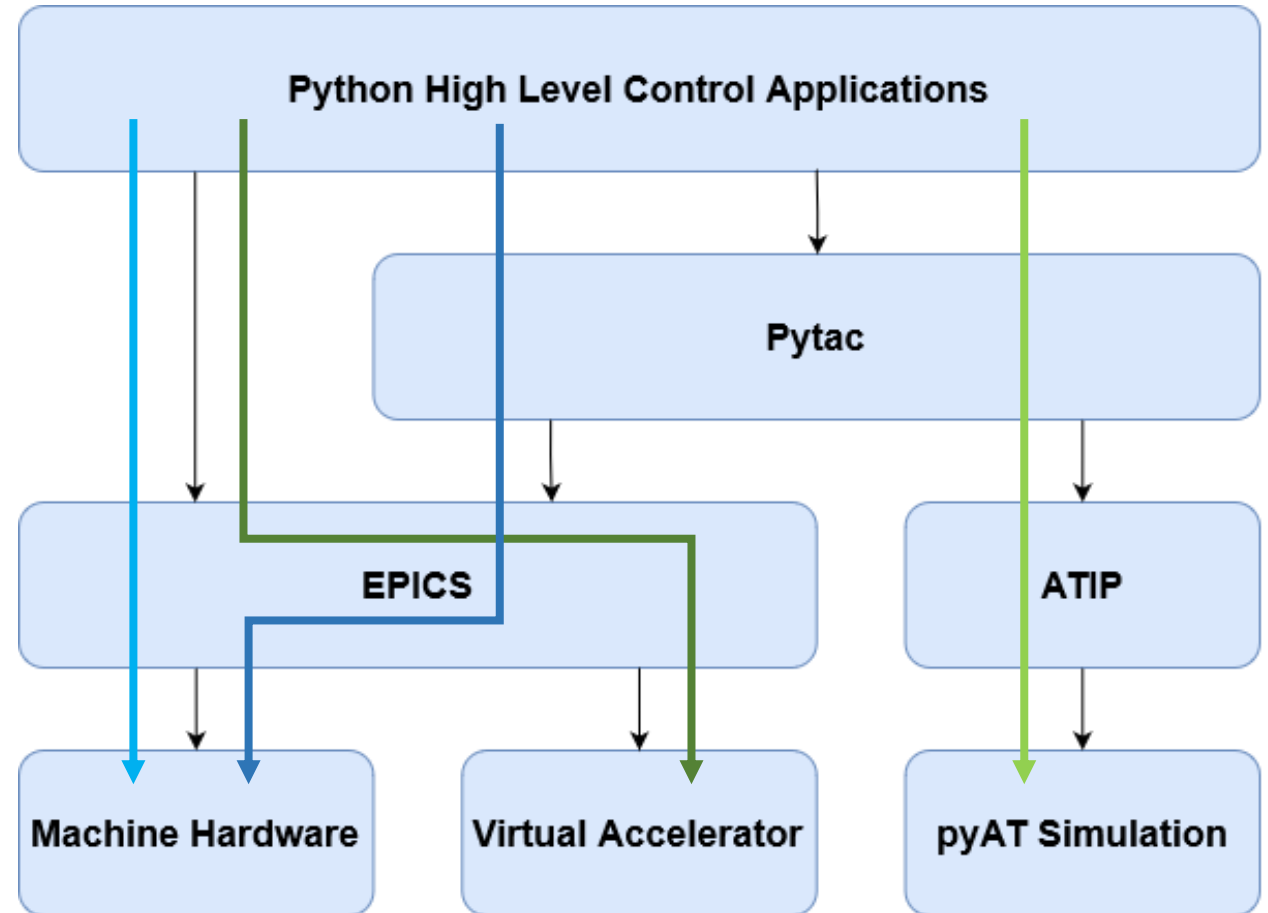 Python High Level Control Applications
Pytac
EPICS
ATIP
Machine Hardware
Virtual Accelerator
pyAT Simulation